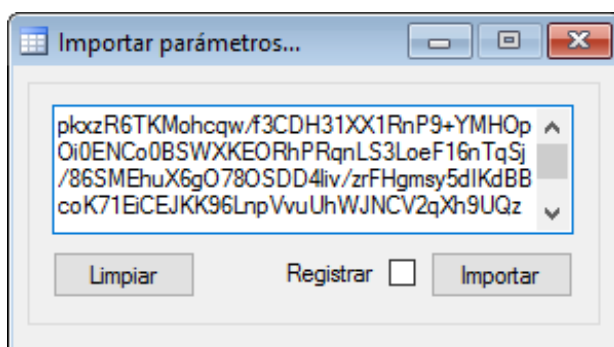 Importar parámetros...
pkxzR6TKMohcqw/f3CDH31XX1RnP9+YMHOp
Oi0ENCo0BSWXKEORhPRqnLS3LoeF16nTqSj
/86SMEhuX6gO78OSDD4liv/zrFHgmsy5dIKdBB
coK71EiCEJKK96LnpVvuUhWJNCV2qXh9UQz
Limpiar Registrar Importar